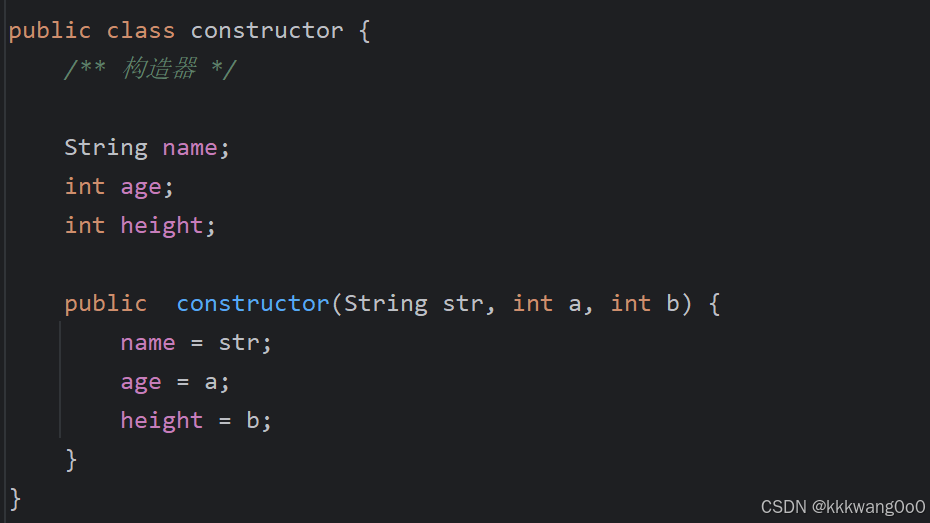 public class constructor {
/** 构造器 */
String name;
int age;
int height;
public  constructor(String str, int a, int b) {
name = str;
age = a;
height = b;
}
}
CSDN @kkkwang0o0